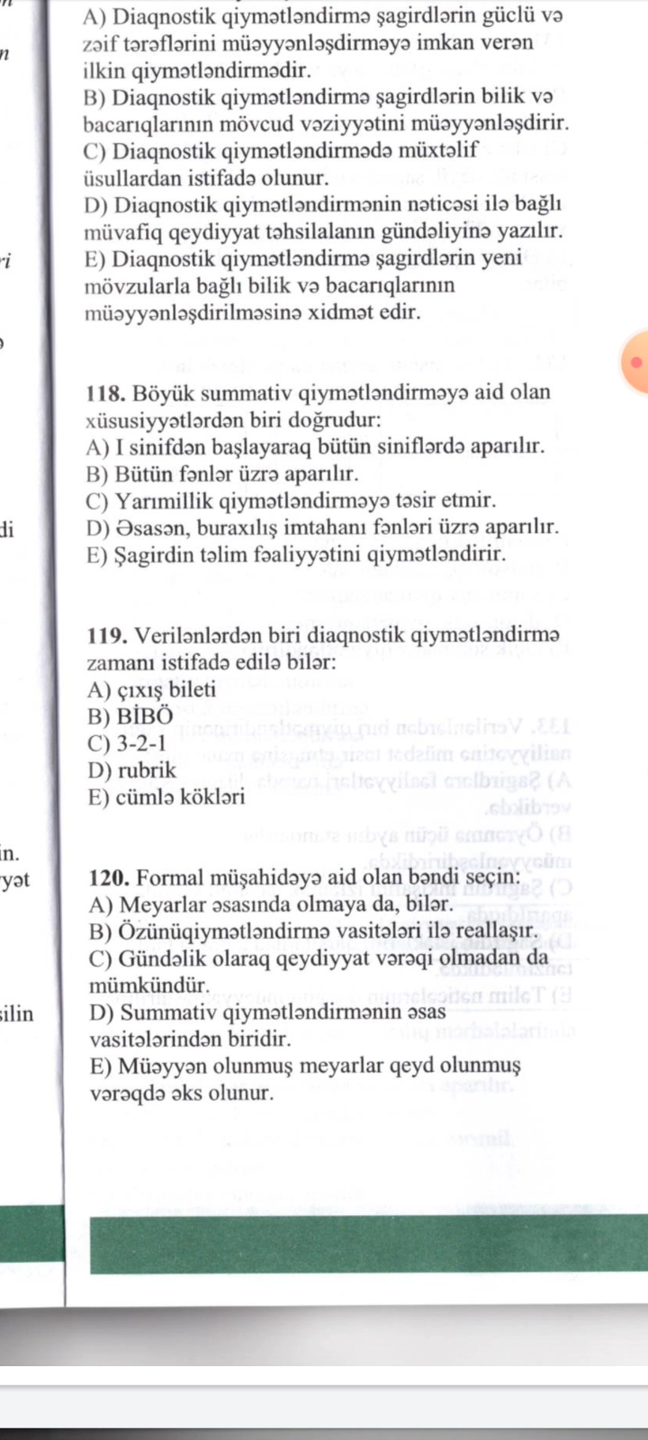 A) Diaqnostik qiymətləndirmə şagirdlərin güclü və
zəif tərəflərini müəyyənləşdirməyə imkan verən
ilkin qiymətləndirmədir.
B) Diaqnostik qiymətləndirmə şagirdlərin bilik və
bacarıqlarının mövcud vəziyyətini müəyyənləşdirir.
C) Diaqnostik qiymətləndirmədə müxtəlif
üsullardan istifadə olunur.
D) Diaqnostik qiymətləndirmənin nəticəsi ilə bağlı
müvafiq qeydiyyat təhsilalanın gündəliyinə yazılır.
E) Diaqnostik qiymətləndirmə şagirdlərin yeni
mövzularla bağlı bilik və bacarıqlarının
müəyyənləşdirilməsinə xidmət edir.
118. Böyük summativ qiymətləndirməyə aid olan
xüsusiyyətlərdən biri doğrudur:
A) I sinifdən başlayaraq bütün siniflərdə aparılır.
B) Bütün fənlər üzrə aparılır.
C) Yarımillik qiymətləndirməyə təsir etmir.
D) Əsasən, buraxılış imtahanı fənləri üzrə aparılır.
E) Şagirdin təlim fəaliyyətini qiymətləndirir.
119. Verilənlərdən biri diaqnostik qiymətləndirmə
zamanı istifadə edilə bilər:
A) çıxış bileti
B) BİBÖ
C) 3-2-1
D) rubrik
E) cümlə kökləri
120. Formal müşahidəyə aid olan bəndi seçin:
A) Meyarlar əsasında olmaya da, bilər.
B) Özünüqiymətləndirmə vasitələri ilə reallaşır.
C) Gündəlik olaraq qeydiyyat vərəqi olmadan da
mümkündür.
D) Summativ qiymətləndirmənin əsas
vasitələrindən biridir.
E) Müəyyən olunmuş meyarlar qeyd olunmuş
vərəqdə əks olunur.